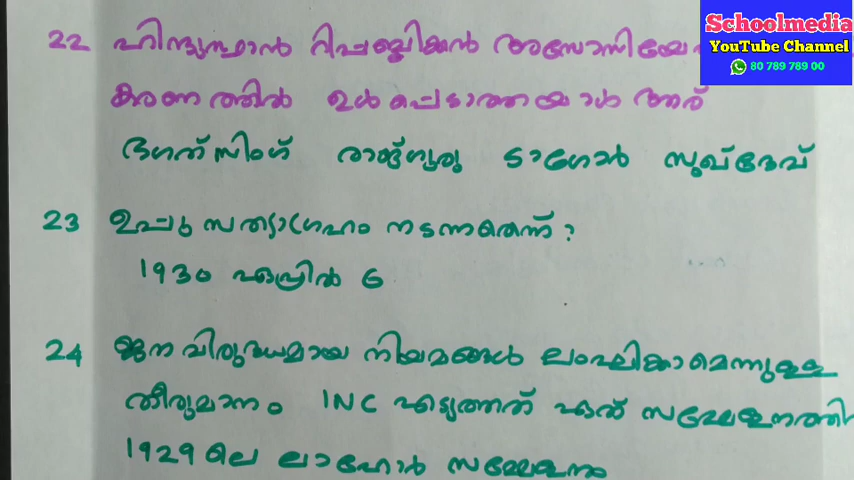 Schoolmedia
YouTube Channel
80 789 789 00
22 ഹിന്ദുസ്ഥാൻ റിപ്പബ്ലിക്കൻ അസോസിയേ
കരണത്തിൽ ഉൾപ്പെടാത്തയാൾ ആര്
ഭഗത്സിംഗ് രാജ്ഗുരു ടാഗോർ സുഖ്ദേവ്
23 ഉപ്പു സത്യാഗ്രഹം നടന്നതെന്ന്?
1930 ഏപ്രിൽ 6
24 ജനവിരുദ്ധമായ നിയമങ്ങൾ ലംഘിക്കാമെന്നുള്ള
തീരുമാനം INC എടുത്തത് ഏത് സമ്മേളനത്തി
1929 ലെ ലാഹോർ സമ്മേളനം